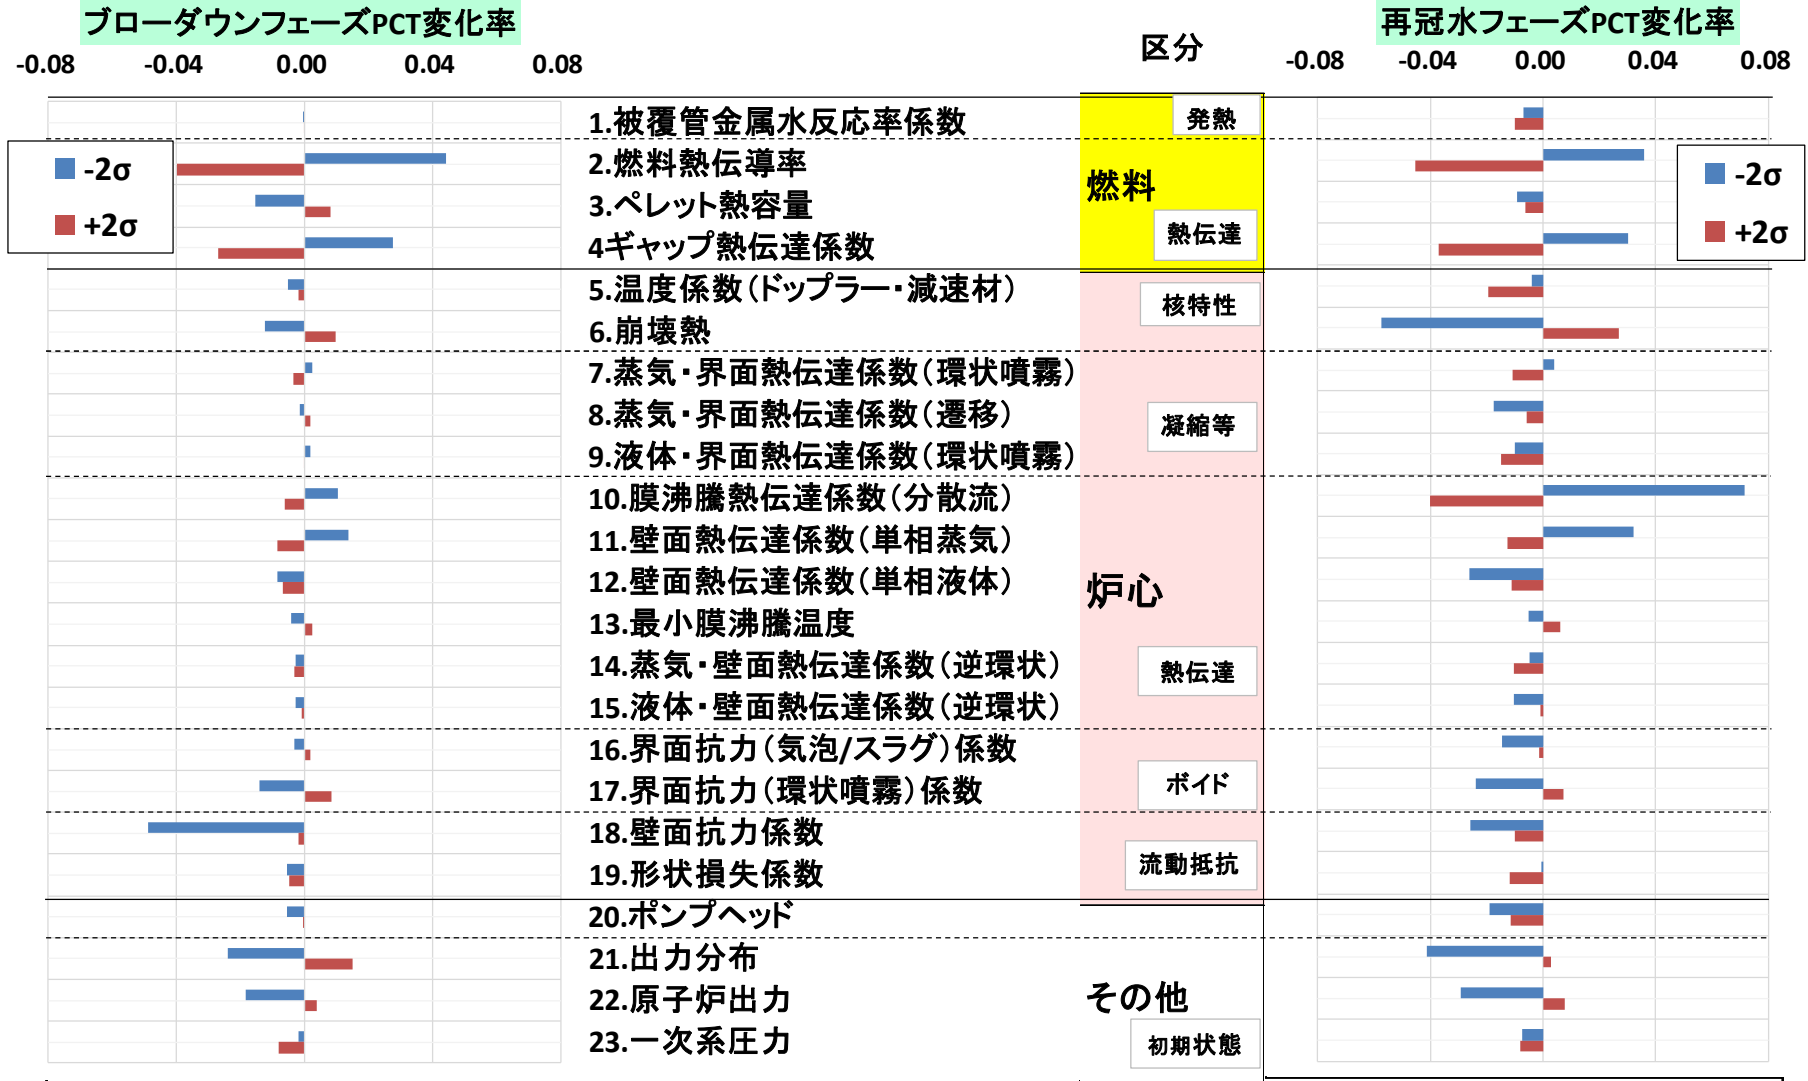 ブローダウンフェーズPCT変化率
-0.08 -0.04 0.00 0.04 0.08
区分
再冠水フェーズPCT変化率
-0.08 -0.04 0.00 0.04 0.08
-2σ
+2σ
1.被覆管金属水反応率係数
2.燃料熱伝導率
3.ペレット熱容量
4ギャップ熱伝達係数
5.温度係数(ドップラー・減速材)
6.崩壊熱
7.蒸気・界面熱伝達係数(環状噴霧)
8.蒸気・界面熱伝達係数(遷移)
9.液体・界面熱伝達係数(環状噴霧)
10.膜沸騰熱伝達係数(分散流)
11.壁面熱伝達係数(単相蒸気)
12.壁面熱伝達係数(単相液体)
13.最小膜沸騰温度
14.蒸気・壁面熱伝達係数(逆環状)
15.液体・壁面熱伝達係数(逆環状)
16.界面抗力(気泡/スラグ)係数
17.界面抗力(環状噴霧)係数
18.壁面抗力係数
19.形状損失係数
20.ポンプヘッド
21.出力分布
22.原子炉出力
23.一次系圧力
発熱
燃料
熱伝達
核特性
凝縮等
炉心
熱伝達
ボイド
流動抵抗
その他
初期状態
-2σ
+2σ